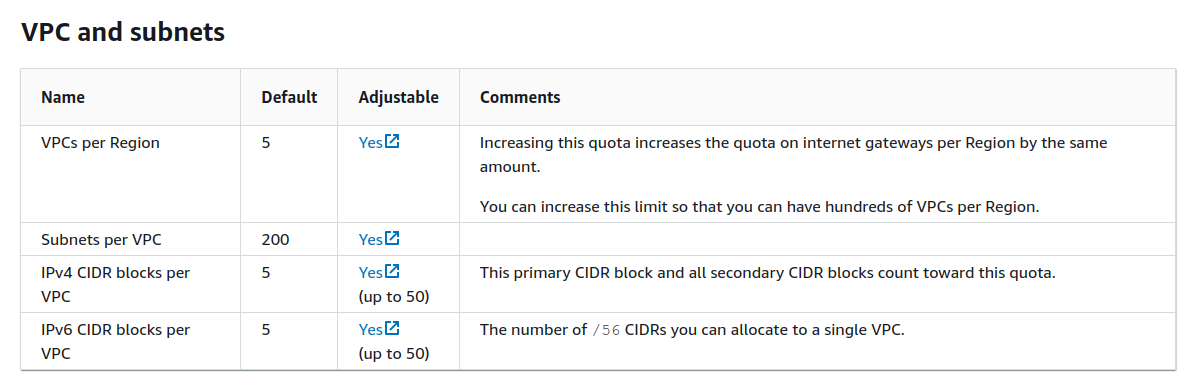 VPC and subnets
Name Default Adjustable Comments
VPCs per Region 5 Yes Increasing this quota increases the quota on internet gateways per Region by the same
amount.
You can increase this limit so that you can have hundreds of VPCs per Region.
Subnets per VPC 200 Yes
IPv4 CIDR blocks per 5 Yes This primary CIDR block and all secondary CIDR blocks count toward this quota.
VPC (up to 50)
IPv6 CIDR blocks per 5 Yes The number of /56 CIDRs you can allocate to a single VPC.
VPC (up to 50)